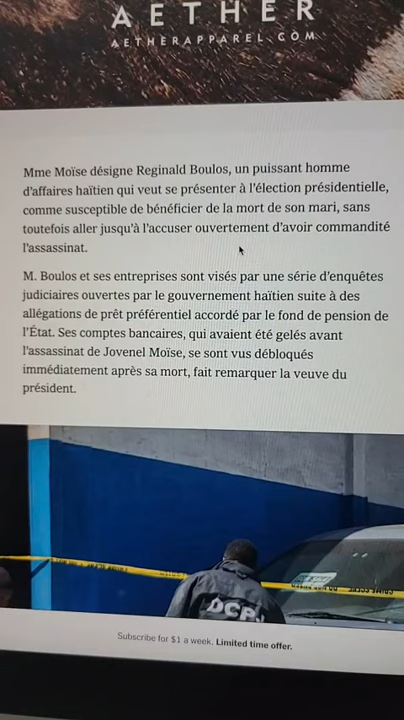 AETHER
AETHERAPPAREL.COM
Mme Moïse désigne Reginald Boulos, un puissant homme
d'affaires haïtien qui veut se présenter à l'élection présidentielle,
comme susceptible de bénéficier de la mort de son mari, sans
toutefois aller jusqu'à l'accuser ouvertement d'avoir commandité
l'assassinat.
M. Boulos et ses entreprises sont visés par une série d'enquêtes
judiciaires ouvertes par le gouvernement haïtien suite à des
allégations de prêt préférentiel accordé par le fond de pension de
l'État. Ses comptes bancaires, qui avaient été gelés avant
l'assassinat de Jovenel Moïse, se sont vus débloqués
immédiatement après sa mort, fait remarquer la veuve du
président.
DCPJ
Subscribe for $1 a week. Limited time offer.